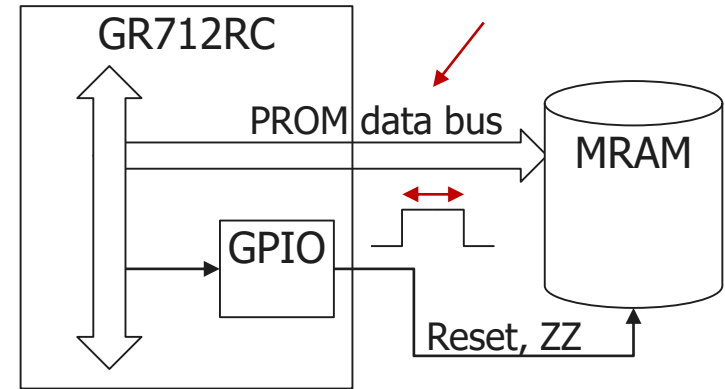 GR712RC
PROM data bus
MRAM
GPIO
Reset, ZZ